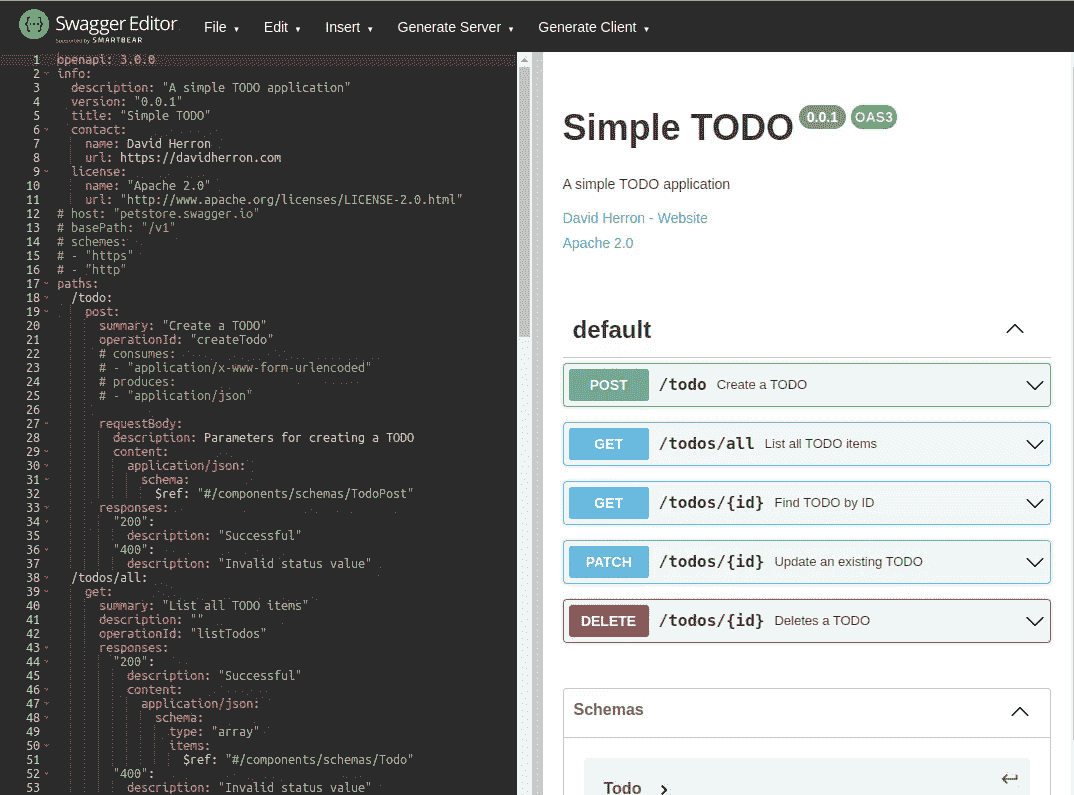 Swagger Editor
Supported by SMARTBEAR
File Edit Insert Generate Server Generate Client
1 openapi: 3.0.0
2 info:
3 description: "A simple TODO application"
4 version: "0.0.1"
5 title: "Simple TODO"
6 contact:
7 name: David Herron
8 url: https://davidherron.com
9 license:
10 name: "Apache 2.0"
11 url: "http://www.apache.org/licenses/LICENSE-2.0.html"
12 # host: "petstore.swagger.io"
13 # basePath: "/v1"
14 # schemes:
15 # - "https"
16 # - "http"
17 paths:
18 /todo:
19 post:
20 summary: "Create a TODO"
21 operationId: "createTodo"
22 # consumes:
23 # - "application/x-www-form-urlencoded"
24 # produces:
25 # - "application/json"
26
27 requestBody:
28 description: Parameters for creating a TODO
29 content:
30 application/json:
31 schema:
32 $ref: "#/components/schemas/TodoPost"
33 responses:
34 "200":
35 description: "Successful"
36 "400":
37 description: "Invalid status value"
38 /todos/all:
39 get:
40 summary: "List all TODO items"
41 description: ""
42 operationId: "listTodos"
43 responses:
44 "200":
45 description: "Successful"
46 content:
47 application/json:
48 schema:
49 type: "array"
50 items:
51 $ref: "#/components/schemas/Todo"
52 "400":
53 description: "Invalid status value"
Simple TODO 0.0.1 OAS3
A simple TODO application
David Herron - Website
Apache 2.0
default
POST /todo Create a TODO
GET /todos/all List all TODO items
GET /todos/{id} Find TODO by ID
PATCH /todos/{id} Update an existing TODO
DELETE /todos/{id} Deletes a TODO
Schemas
Todo